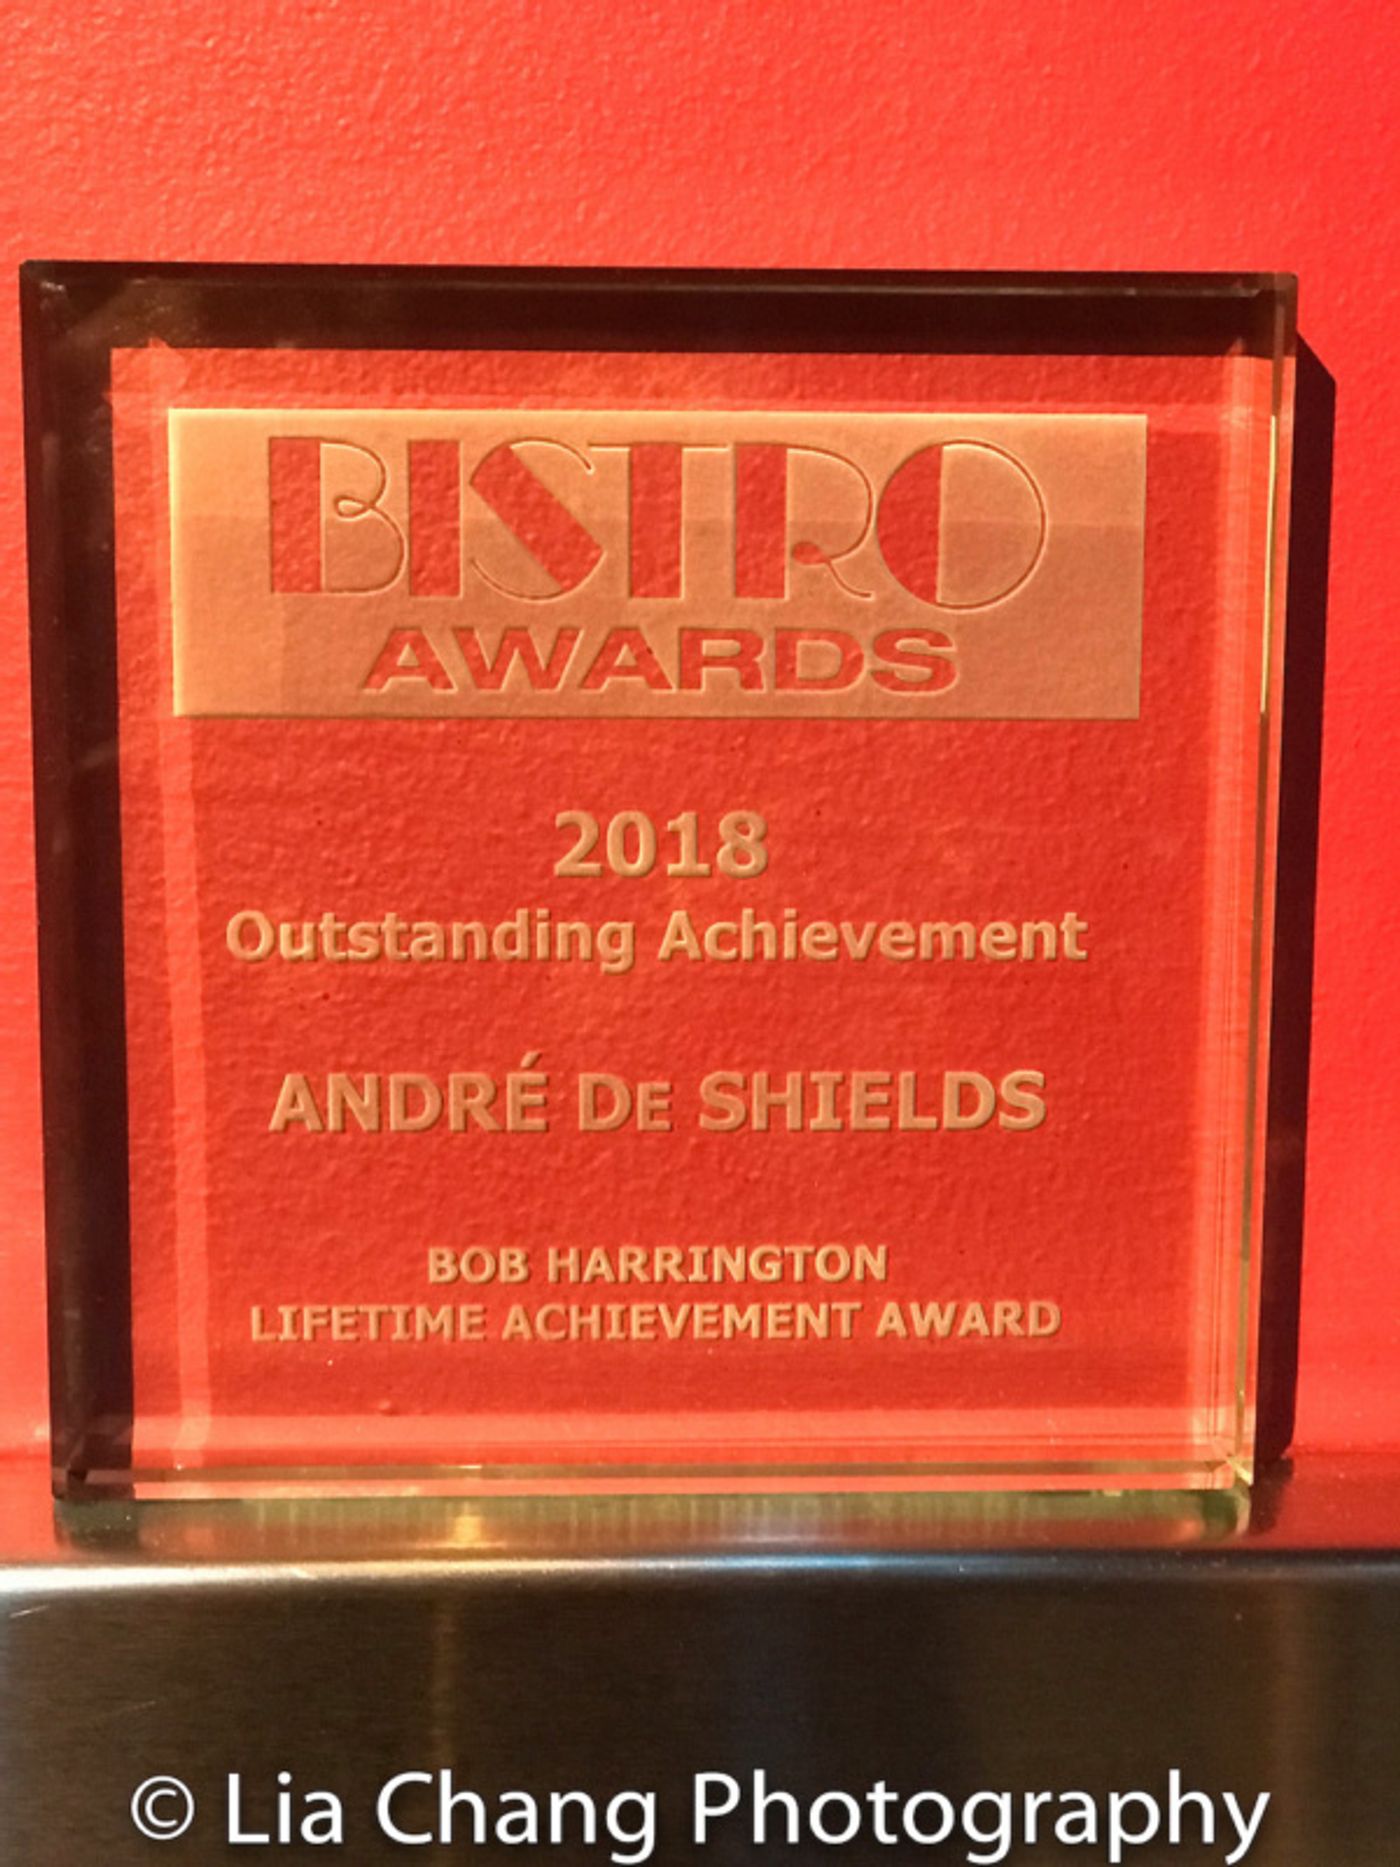 BISTRO
AWARDS
2018
Outstanding Achievement
ANDRÉ DE SHIELDS
BOB HARRINGTON
LIFETIME ACHIEVEMENT AWARD
© Lia Chang Photography